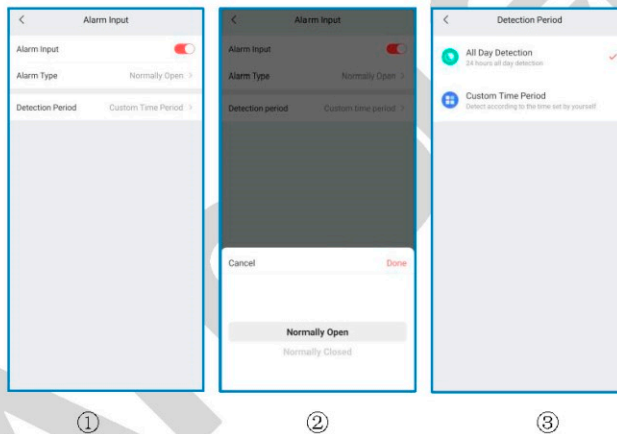 Alarm Input
Alarm Input
Alarm Type
Normally Open >
Detection Period
Custom Time Period >
①
Alarm Input
Alarm Input
Alarm Type
Normally Open >
Detection period
Custom time period >
Cancel
Done
Normally Open
Normally Closed
②
Detection Period
All Day Detection
24 hours all day detection
Custom Time Period
Detect according to the time set by yourself
③